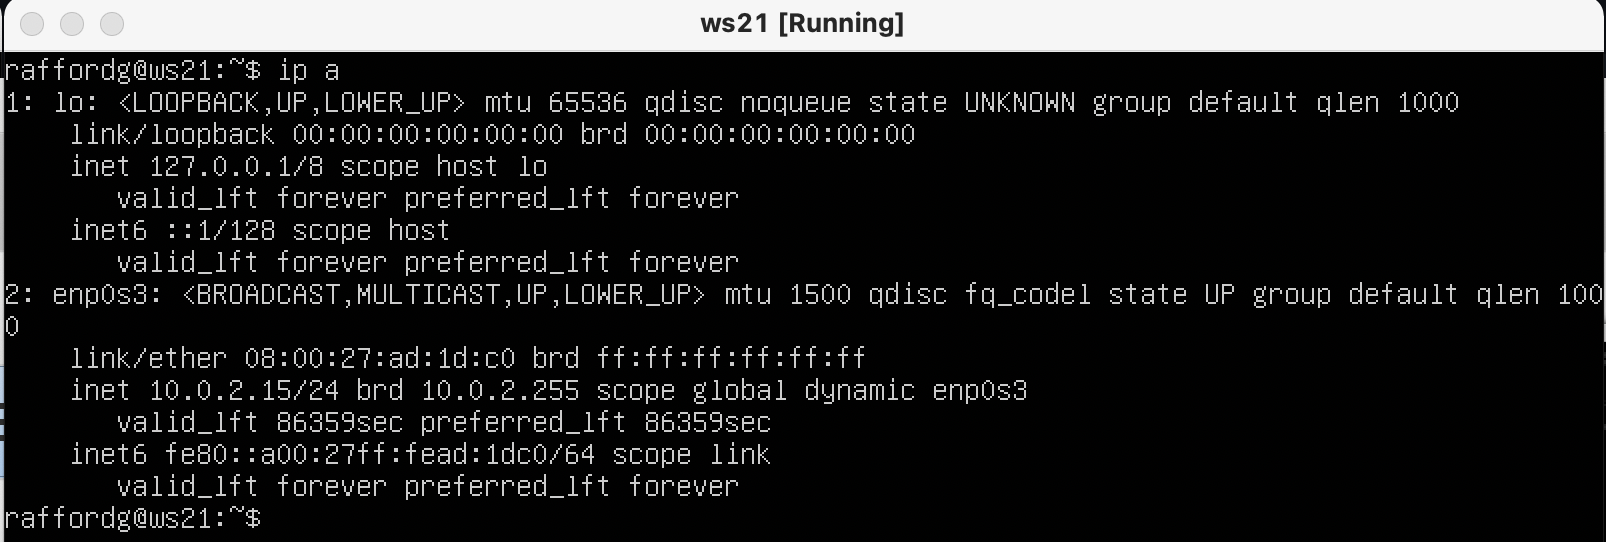 ws21 [Running]
raffordg@ws21:~$ ip a
1: lo: <LOOPBACK,UP,LOWER_UP> mtu 65536 qdisc noqueue state UNKNOWN group default qlen 1000
    link/loopback 00:00:00:00:00:00 brd 00:00:00:00:00:00
    inet 127.0.0.1/8 scope host lo
       valid_lft forever preferred_lft forever
    inet6 ::1/128 scope host
       valid_lft forever preferred_lft forever
2: enp0s3: <BROADCAST,MULTICAST,UP,LOWER_UP> mtu 1500 qdisc fq_codel state UP group default qlen 100
0
    link/ether 08:00:27:ad:1d:c0 brd ff:ff:ff:ff:ff:ff
    inet 10.0.2.15/24 brd 10.0.2.255 scope global dynamic enp0s3
       valid_lft 86359sec preferred_lft 86359sec
    inet6 fe80::a00:27ff:fead:1dc0/64 scope link
       valid_lft forever preferred_lft forever
raffordg@ws21:~$